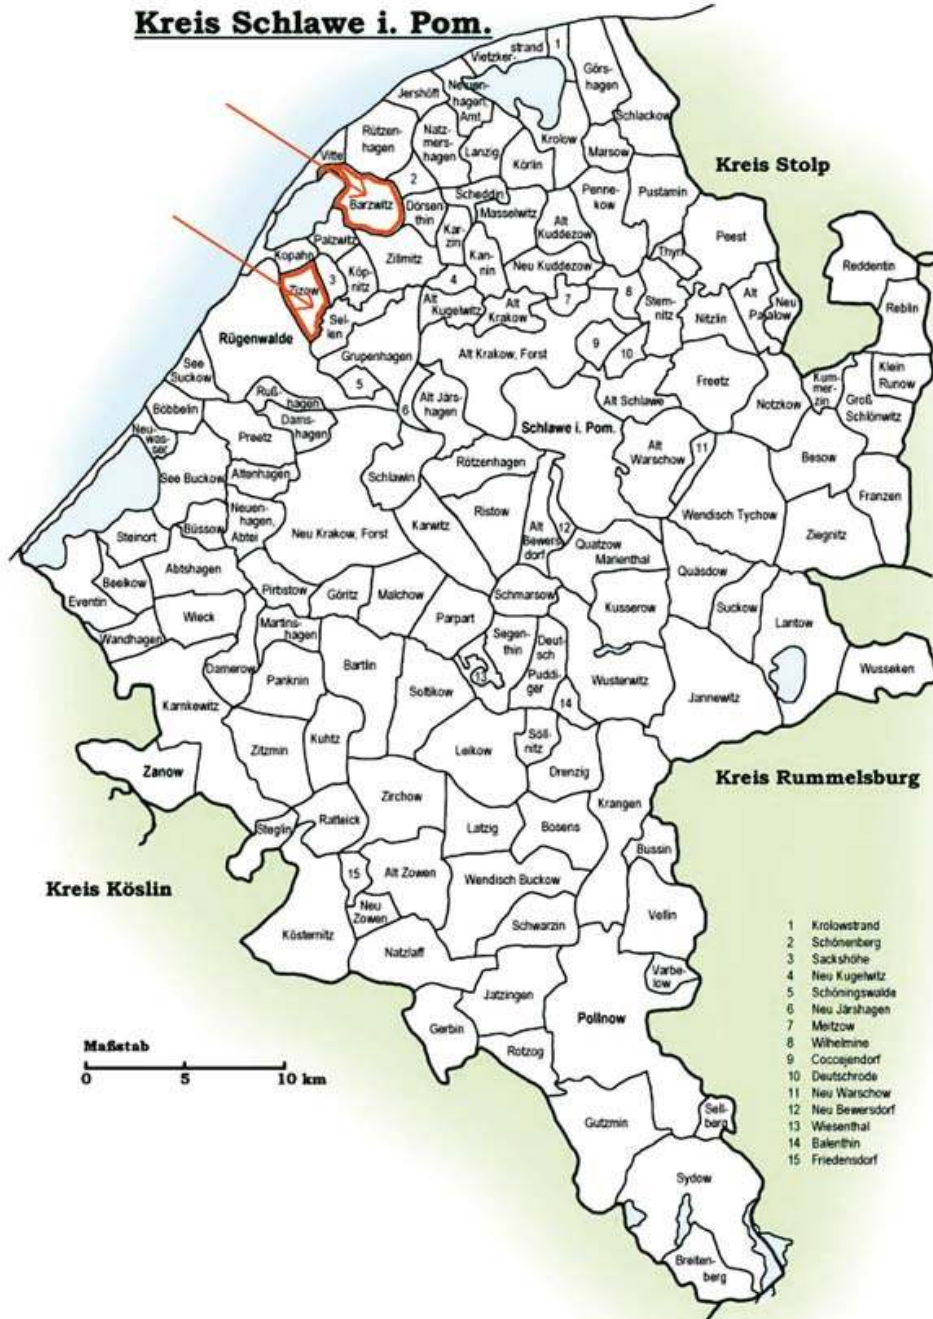 Kreis Schlawe i. Pom.
Vietzker-
strand
1
Görs-
hagen
Jershöft
Neuen-
hagen,
Amt
Schlackow
Rützen-
hagen
Natz-
mers-
hagen
Lanzig
Krolow
Körlin
Marsow
Vitte
Kreis Stolp
2
Barzwitz
Dörsen-
thin
Scheddin
Masselwitz
Penne-
kow
Pustamin
Palzwitz
Kar-
zin
Alt
Kuddezow
Peest
Kopahn
Zillmitz
Kan-
nin
Thyn
Reddentin
Zizow
3
Köp-
nitz
4
Neu Kuddezow
Reblin
Alt
Kugelwitz
Alt
Krakow
7
8
Stem-
nitz
Nitzlin
Alt
Neu
Paalow
Sel-
len
Rügenwalde
Grupenhagen
Alt Krakow, Forst
9
10
See
Suckow
5
Freetz
Kum-
mer-
zin
Klein
Runow
Ruß-
hagen
6
Alt Järs-
hagen
Alt Schlawe
Notzkow
Groß
Schlönwitz
Böbbelin
Dams-
hagen
Schlawe i. Pom.
Neu-
was-
ser
Preetz
Alt
Warschow
11
Besow
See Buckow
Altenhagen
Schlawin
Rötzenhagen
Franzen
Neuen-
hagen,
Abtei
Ristow
Wendisch Tychow
Büssow
Neu Krakow, Forst
Karwitz
Alt
Bewers-
dorf
12
Ziegnitz
Steinort
Quatzow
Marienthal
Abtshagen
Quäsdow
Beelkow
Pirbstow
Göritz
Malchow
Schmarsow
Eventin
Wieck
Parpart
Kusserow
Suckow
Lantow
Wandhagen
Martins-
hagen
Segen-
thin
Deut-
sch
Puddi-
ger
Damerow
Bartlin
13
Wusseken
Panknin
Soltikow
Wusterwitz
Jannewitz
Karnkewitz
14
Zitzmin
Kuhtz
Leikow
Söll-
nitz
Zanow
Drenzig
Kreis Rummelsburg
Zirchow
Krangen
Steglin
Ratteick
Latzig
Bosens
Bussin
15
Alt Zowen
Wendisch Buckow
Kreis Köslin
Neu
Zowen
Vellin
Kösternitz
Schwarzin
Natzlaff
Varbe-
low
Jatzingen
Gerbin
Pollnow
Rotzog
Maßstab
0 5 10 km
Gutzmin
Sell-
berg
Sydow
Breiten-
berg
1 Krolowstrand
2 Schönenberg
3 Sackshöhe
4 Neu Kugelwitz
5 Schöningswalde
6 Neu Järshagen
7 Meitzow
8 Wilhelmine
9 Coccejendorf
10 Deutschrode
11 Neu Warschow
12 Neu Bewersdorf
13 Wiesenthal
14 Balenthin
15 Friedensdorf